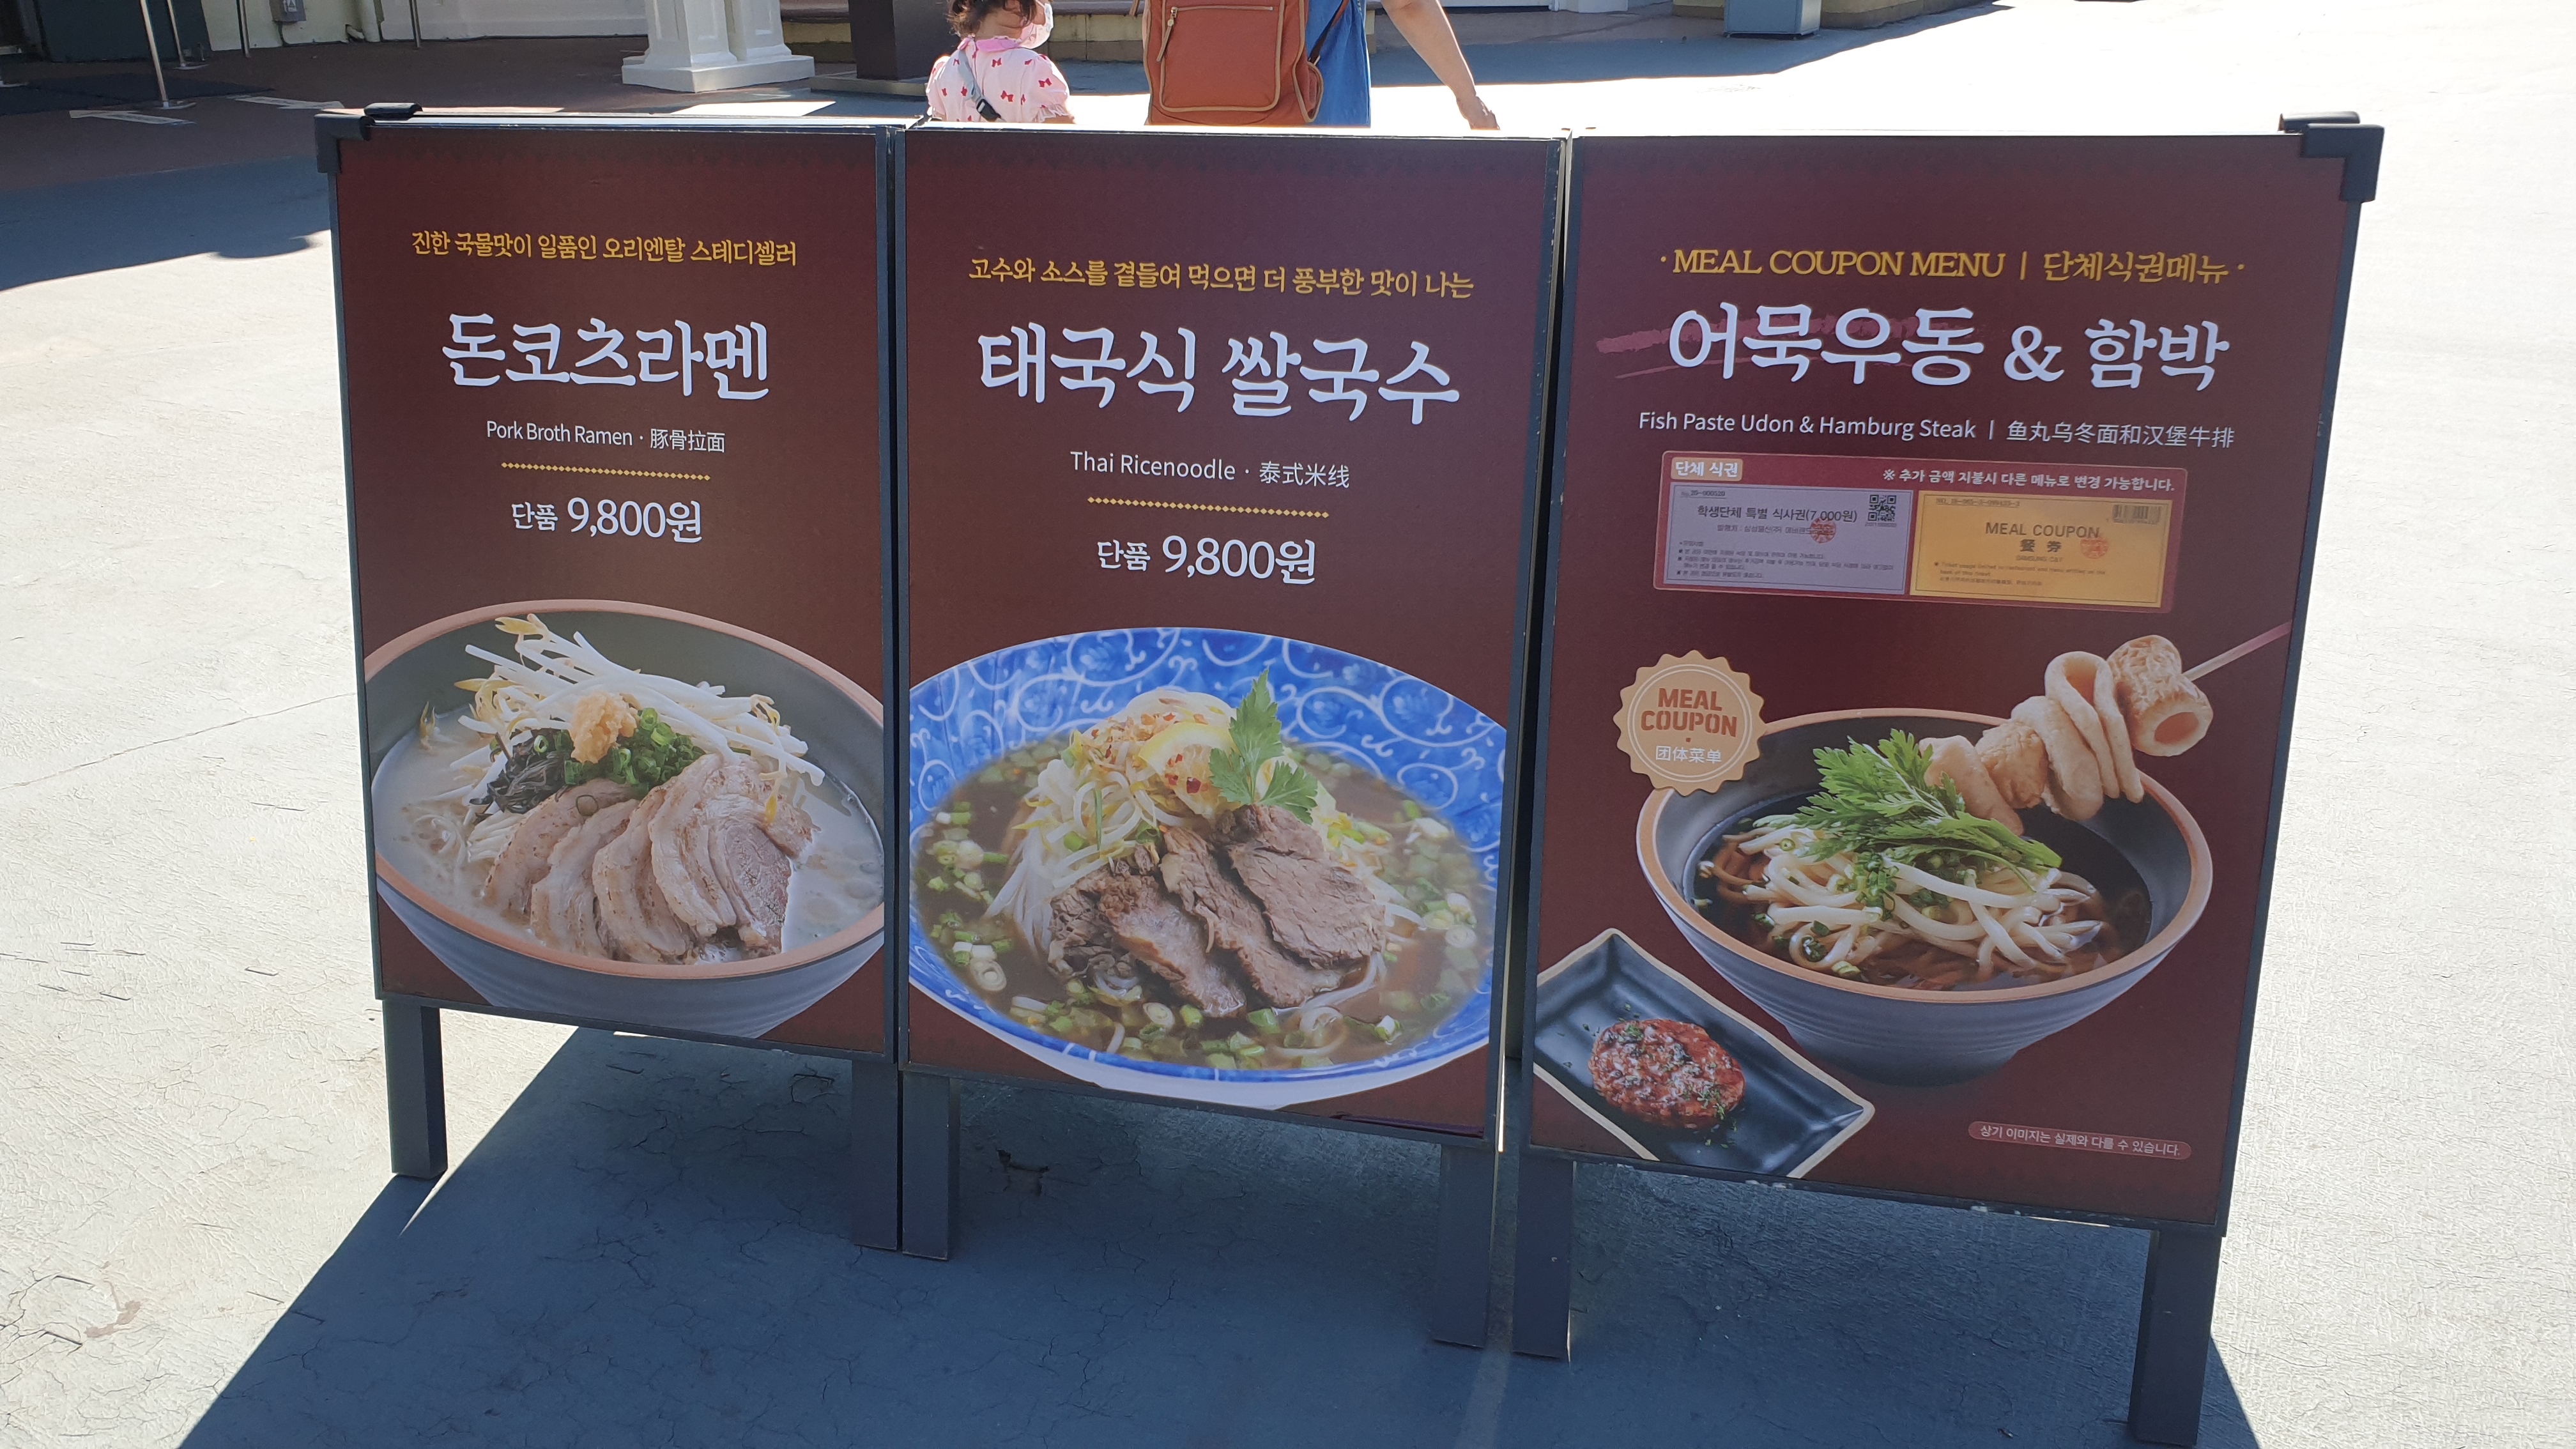 진한 국물맛이 일품인 오리엔탈 스테디셀러
돈코츠라멘
Pork Broth Ramen · 豚骨拉面
단품 9,800원
고수와 소스를 곁들여 먹으면 더 풍부한 맛이 나는
태국식 쌀국수
Thai Ricenoodle · 泰式米线
단품 9,800원
· MEAL COUPON MENU | 단체식권메뉴 ·
어묵우동 & 함박
Fish Paste Udon & Hamburg Steak | 鱼丸乌冬面和汉堡牛排
단체 식권
※ 추가 금액 지불시 다른 메뉴로 변경 가능합니다.
학생단체 특별 식사권(7,000원)
MEAL COUPON
餐 券
MEAL
COUPON
团体菜单
상기 이미지는 실제와 다를 수 있습니다.